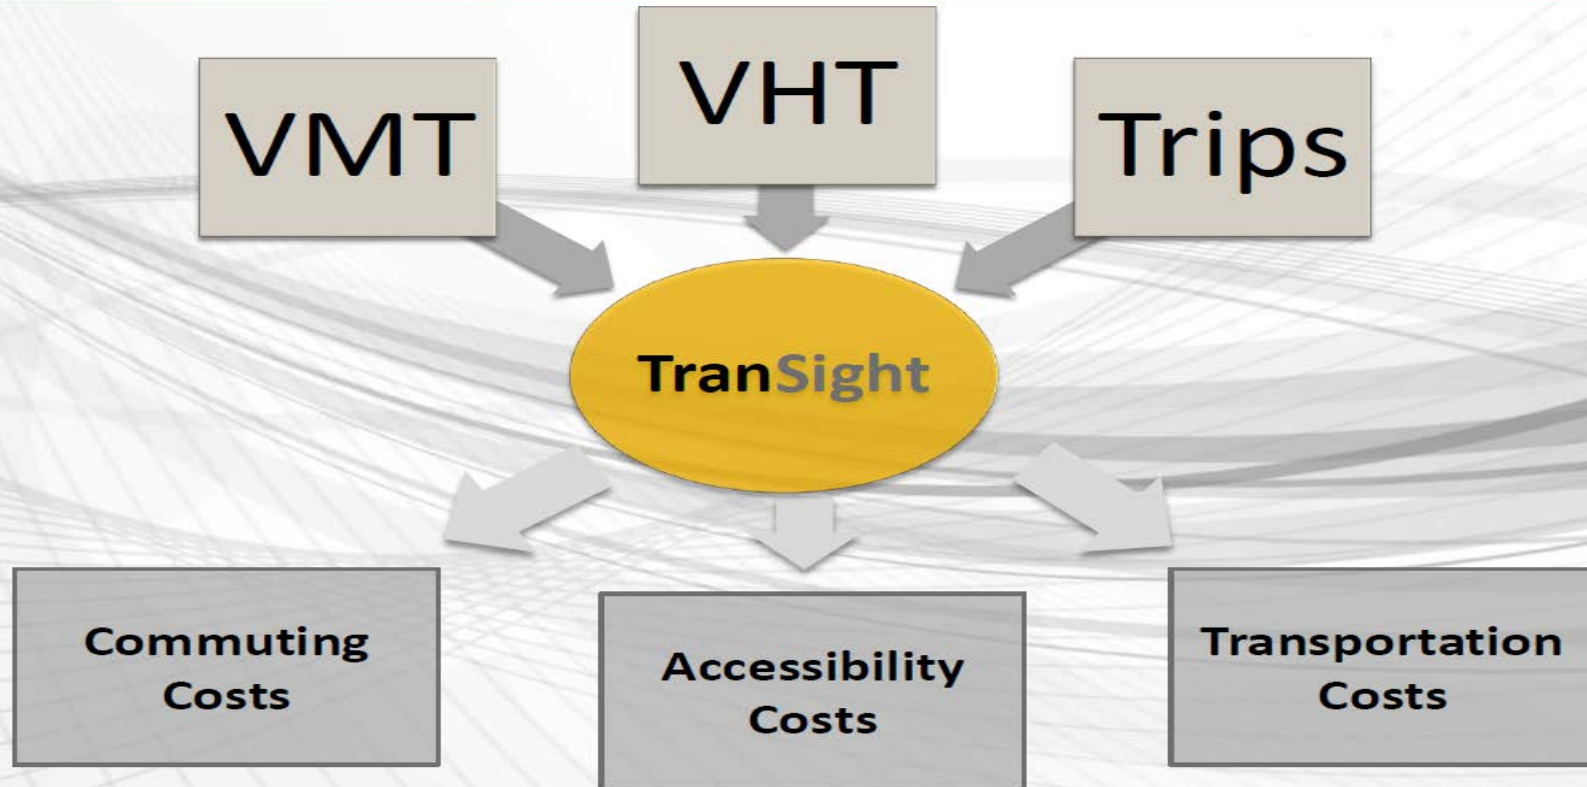 VMT
VHT
Trips
TranSight
Commuting
Costs
Accessibility
Costs
Transportation
Costs